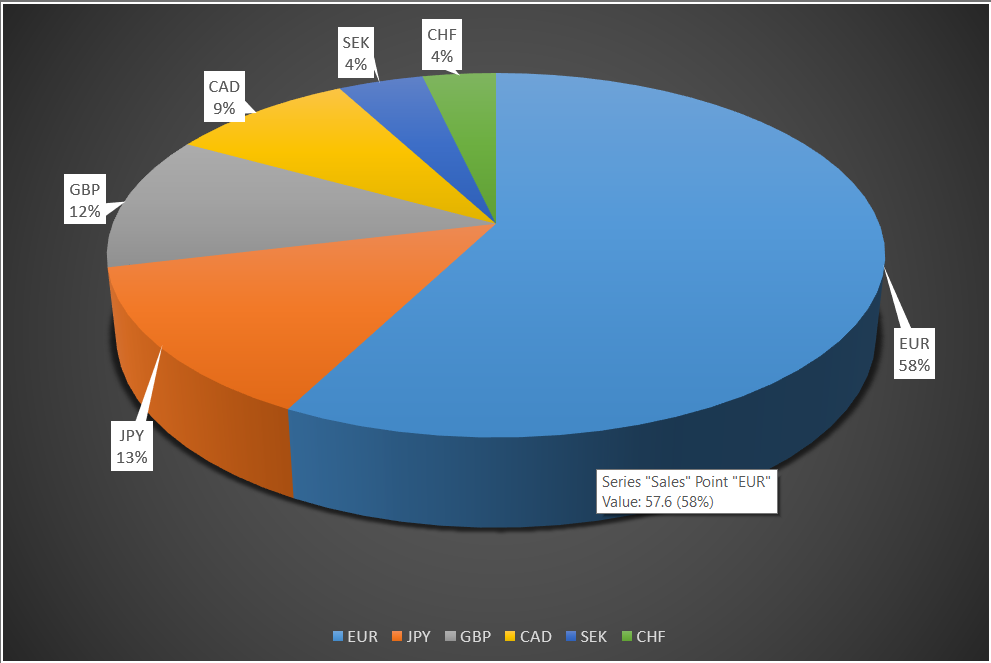 CHF
4%
SEK
4%
CAD
9%
GBP
12%
EUR
58%
JPY
13%
Series "Sales" Point "EUR"
Value: 57.6 (58%)
EUR JPY GBP CAD SEK CHF